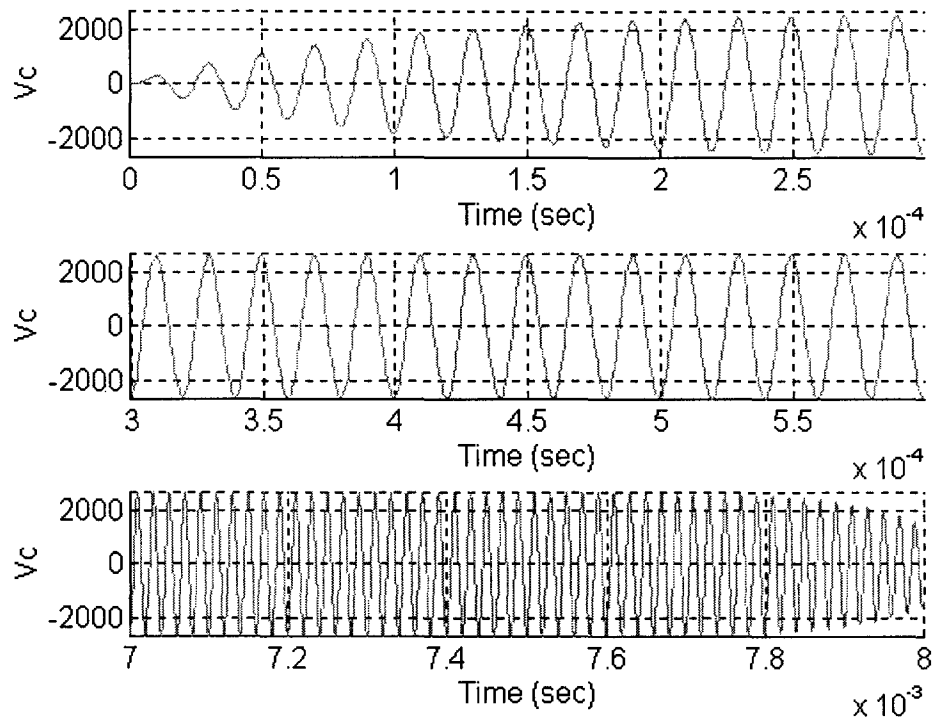 2000
0
-2000
Vc
0 0.5 1 1.5 2 2.5
Time (sec)
x 10^-4
2000
0
-2000
Vc
3 3.5 4 4.5 5 5.5
Time (sec)
x 10^-4
2000
0
-2000
Vc
7 7.2 7.4 7.6 7.8 8
Time (sec)
x 10^-3